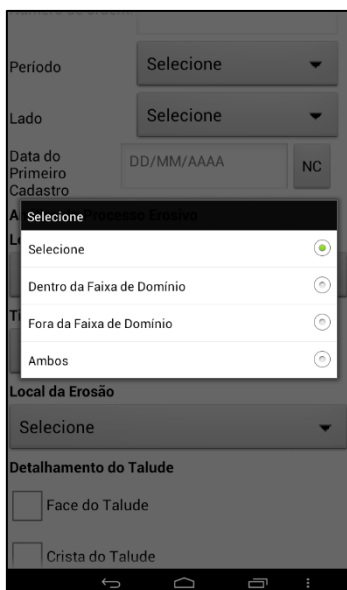 Período
Selecione
Lado
Selecione
Data do
Primeiro
Cadastro
DD/MM/AAAA
NC
Processo Erosivo
Selecione
Selecione
Dentro da Faixa de Domínio
Fora da Faixa de Domínio
Ambos
Local da Erosão
Selecione
Detalhamento do Talude
Face do Talude
Crista do Talude